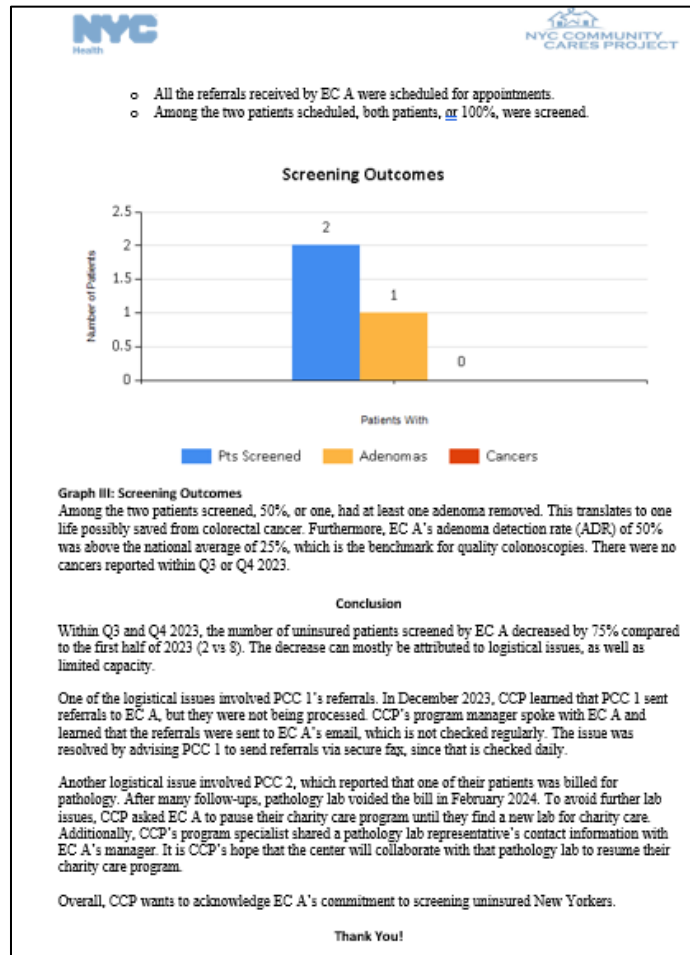 NYC
Health
NYC COMMUNITY
CARES PROJECT
o All the referrals received by EC A were scheduled for appointments.
o Among the two patients scheduled, both patients, or 100%, were screened.
Screening Outcomes
2.5
2
1.5
1
0.5
0
Number of Patients
2
1
0
Patients With
Pts Screened
Adenomas
Cancers
Graph III: Screening Outcomes
Among the two patients screened, 50%, or one, had at least one adenoma removed. This translates to one
life possibly saved from colorectal cancer. Furthermore, EC A's adenoma detection rate (ADR) of 50%
was above the national average of 25%, which is the benchmark for quality colonoscopies. There were no
cancers reported within Q3 or Q4 2023.
Conclusion
Within Q3 and Q4 2023, the number of uninsured patients screened by EC A decreased by 75% compared
to the first half of 2023 (2 vs 8). The decrease can mostly be attributed to logistical issues, as well as
limited capacity.
One of the logistical issues involved PCC 1's referrals. In December 2023, CCP learned that PCC 1 sent
referrals to EC A, but they were not being processed. CCP's program manager spoke with EC A and
learned that the referrals were sent to EC A's email, which is not checked regularly. The issue was
resolved by advising PCC 1 to send referrals via secure fax, since that is checked daily.
Another logistical issue involved PCC 2, which reported that one of their patients was billed for
pathology. After many follow-ups, pathology lab voided the bill in February 2024. To avoid further lab
issues, CCP asked EC A to pause their charity care program until they find a new lab for charity care.
Additionally, CCP's program specialist shared a pathology lab representative's contact information with
EC A's manager. It is CCP's hope that the center will collaborate with that pathology lab to resume their
charity care program.
Overall, CCP wants to acknowledge EC A's commitment to screening uninsured New Yorkers.
Thank You!